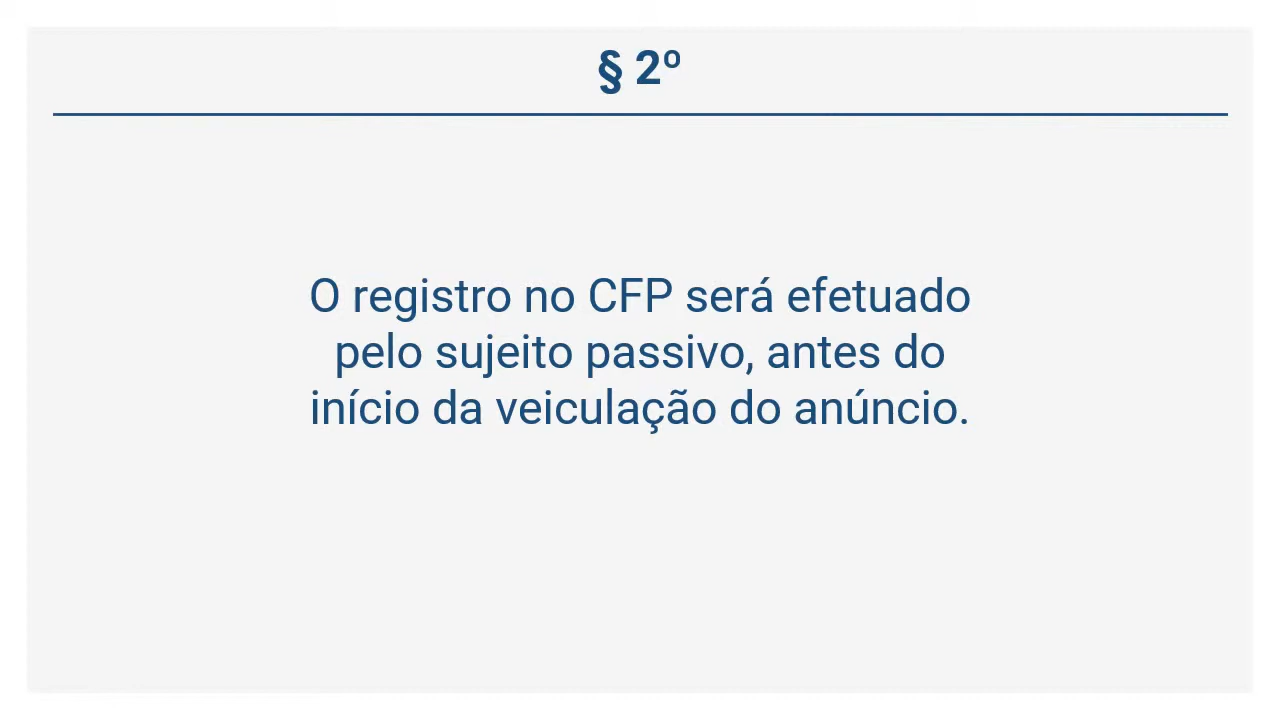 § 2º
O registro no CFP será efetuado
pelo sujeito passivo, antes do
início da veiculação do anúncio.